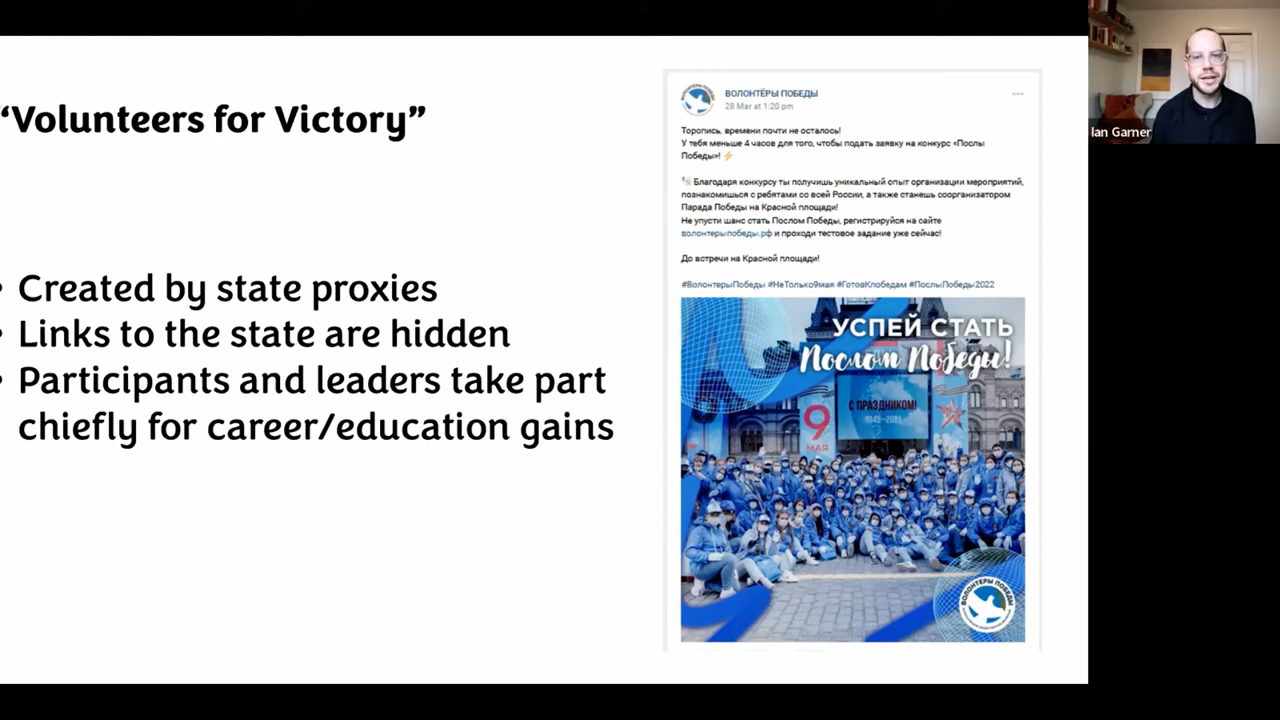 “Volunteers for Victory”
• Created by state proxies
• Links to the state are hidden
• Participants and leaders take part
chiefly for career/education gains
ВОЛОНТЁРЫ ПОБЕДЫ
28 Mar at 1:20 pm
Торопись, времени почти не осталось!
У тебя меньше 4 часов для того, чтобы подать заявку на конкурс «Послы
Победы»! ⚡
Благодаря конкурсу ты получишь уникальный опыт организации мероприятий,
познакомишься с ребятами со всей России, а также станешь соорганизатором
Парада Победы на Красной площади!
Не упусти шанс стать Послом Победы, регистрируйся на сайте
волонтерыпобеды.рф и проходи тестовое задание уже сейчас!
До встречи на Красной площади!
#ВолонтерыПобеды #НеТолько9мая #ГотовКпобедам #ПослыПобеды2022
УСПЕЙ СТАТЬ
Послом Победы!
С ПРАЗДНИКОМ!
1945-2021
9
МАЯ
ВОЛОНТЕРЫ ПОБЕДЫ
Ian Garner